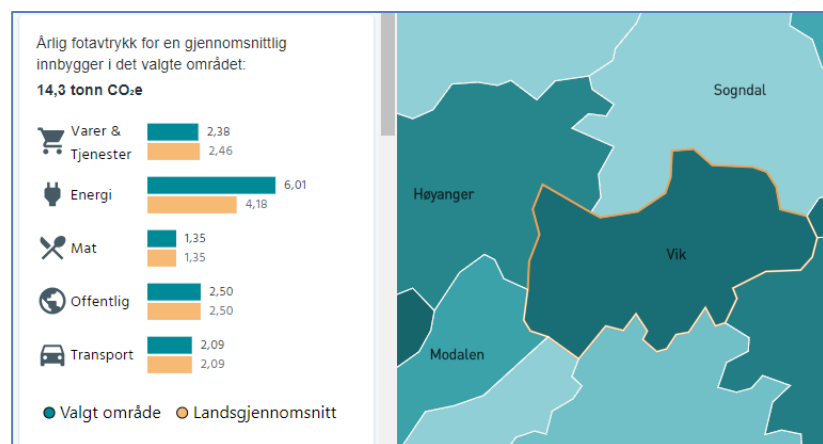 Årlig fotavtrykk for en gjennomsnittlig
innbygger i det valgte området:
14,3 tonn CO₂e
Varer &
Tjenester
2,38
2,46
Energi
6,01
4,18
Mat
1,35
1,35
Offentlig
2,50
2,50
Transport
2,09
2,09
Valgt område
Landsgjennomsnitt
Sogndal
Høyanger
Vik
Modalen